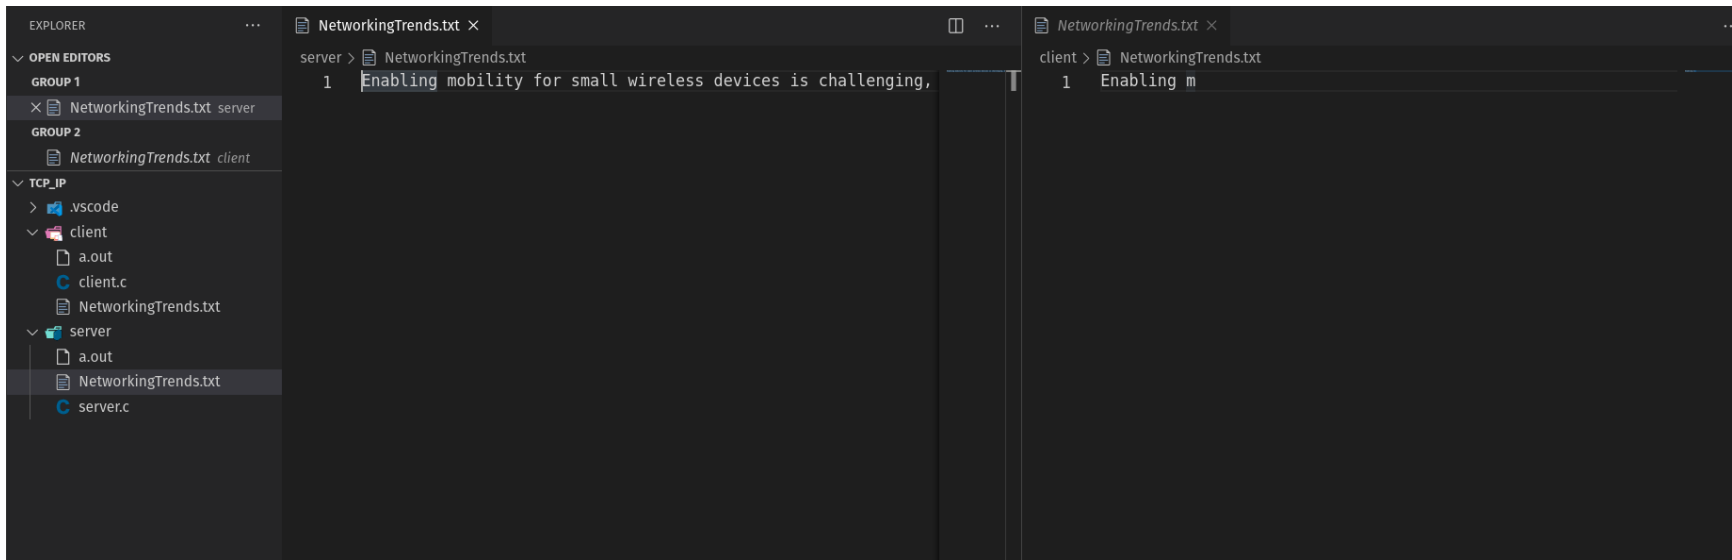 EXPLORER ...
OPEN EDITORS
GROUP 1
NetworkingTrends.txt server
GROUP 2
NetworkingTrends.txt client
TCP_IP
.vscode
client
a.out
client.c
NetworkingTrends.txt
server
a.out
NetworkingTrends.txt
server.c
NetworkingTrends.txt
server > NetworkingTrends.txt
1 Enabling mobility for small wireless devices is challenging,
NetworkingTrends.txt
client > NetworkingTrends.txt
1 Enabling m